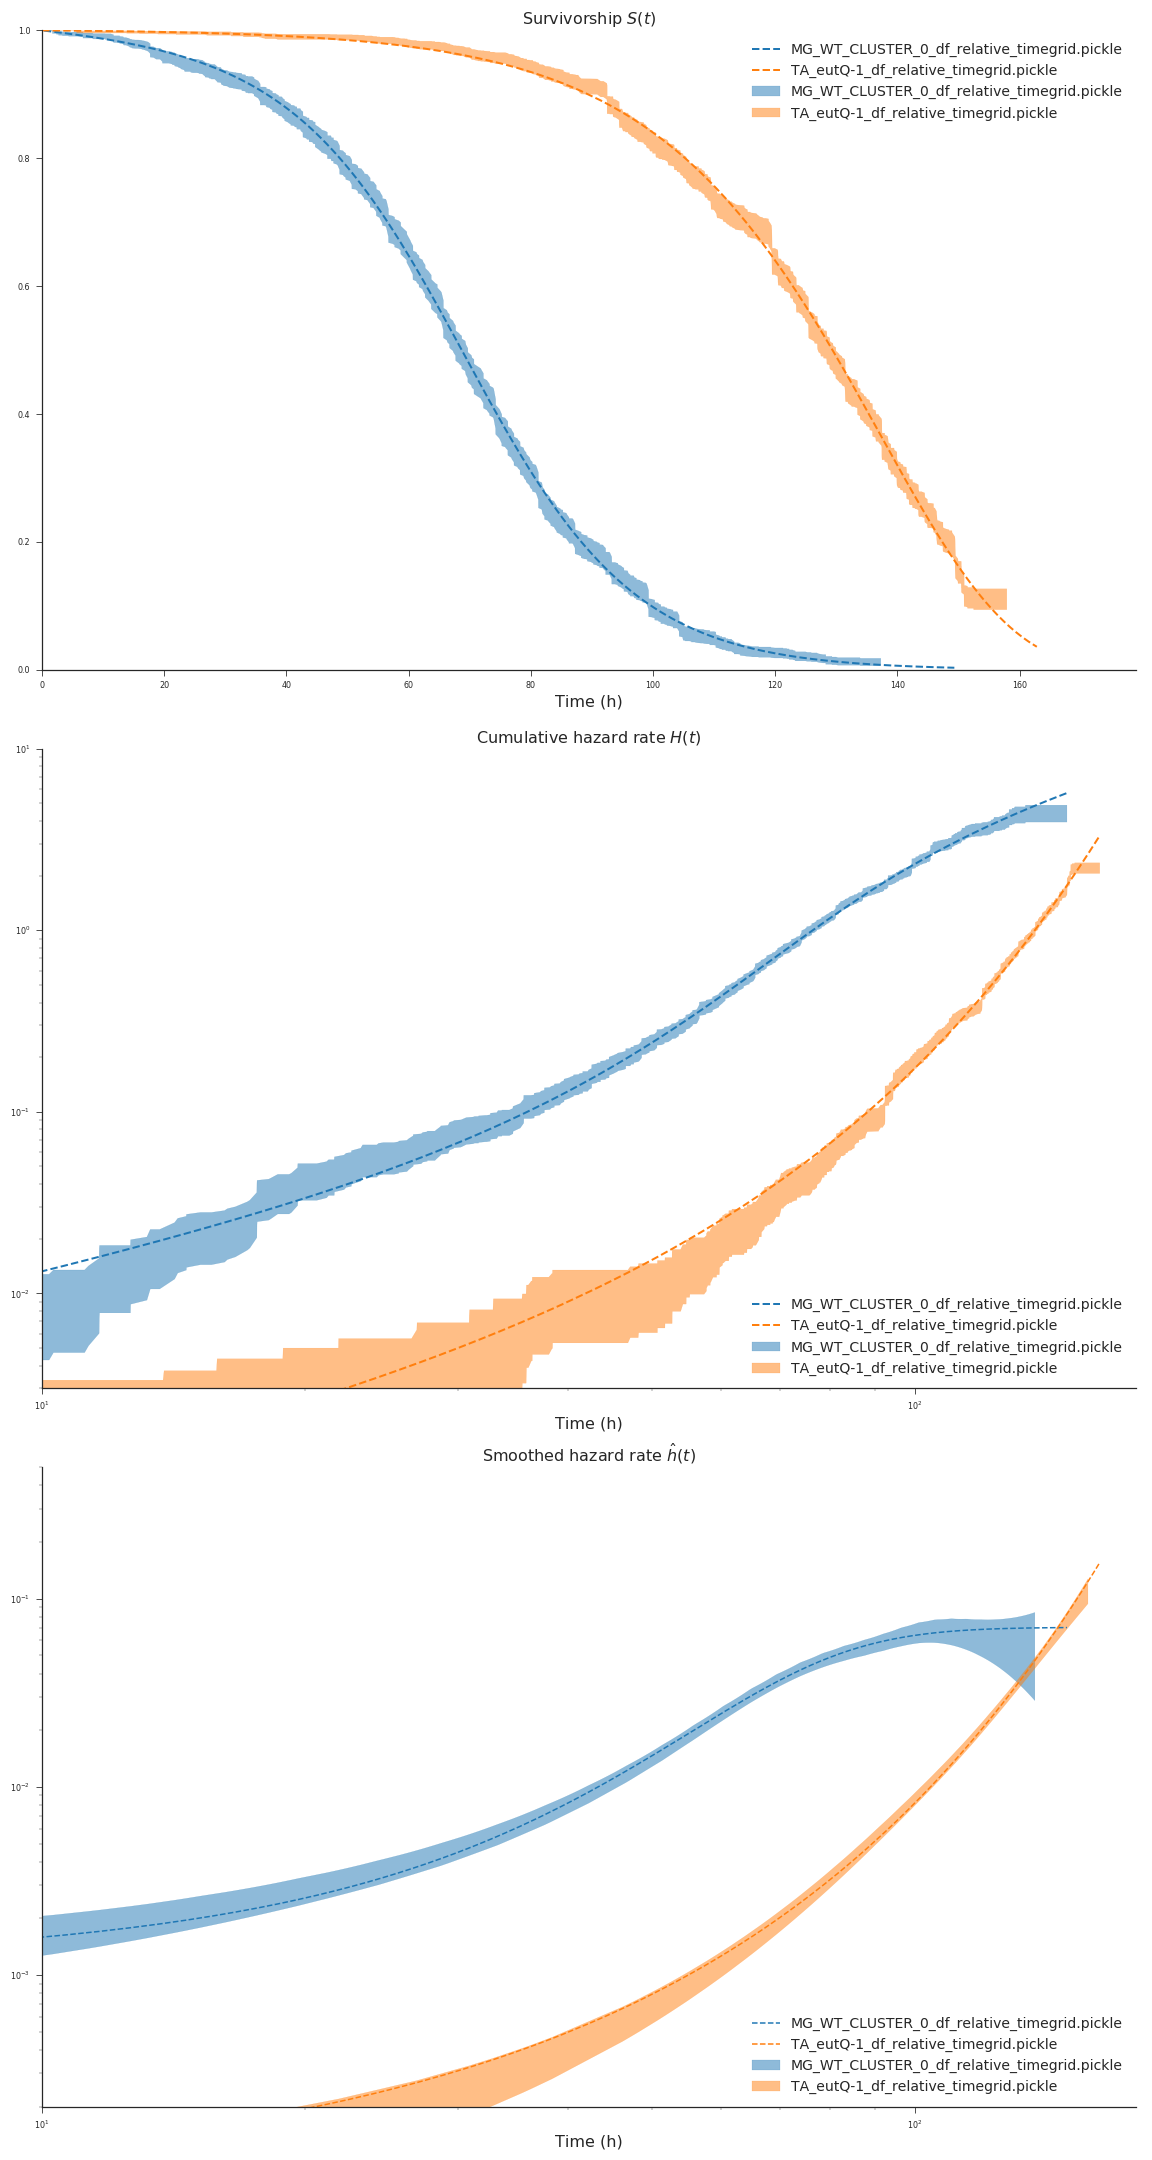 Survivorship S(t)
1.0
0.8
0.6
0.4
0.2
0.0
MG_WT_CLUSTER_0_df_relative_timegrid.pickle
TA_eutQ-1_df_relative_timegrid.pickle
MG_WT_CLUSTER_0_df_relative_timegrid.pickle
TA_eutQ-1_df_relative_timegrid.pickle
0 20 40 60 80 100 120 140 160
Time (h)
Cumulative hazard rate H(t)
10¹
10⁰
10⁻¹
10⁻²
MG_WT_CLUSTER_0_df_relative_timegrid.pickle
TA_eutQ-1_df_relative_timegrid.pickle
MG_WT_CLUSTER_0_df_relative_timegrid.pickle
TA_eutQ-1_df_relative_timegrid.pickle
10¹ 10²
Time (h)
Smoothed hazard rate ĥ(t)
10⁻¹
10⁻²
10⁻³
MG_WT_CLUSTER_0_df_relative_timegrid.pickle
TA_eutQ-1_df_relative_timegrid.pickle
MG_WT_CLUSTER_0_df_relative_timegrid.pickle
TA_eutQ-1_df_relative_timegrid.pickle
10¹ 10²
Time (h)